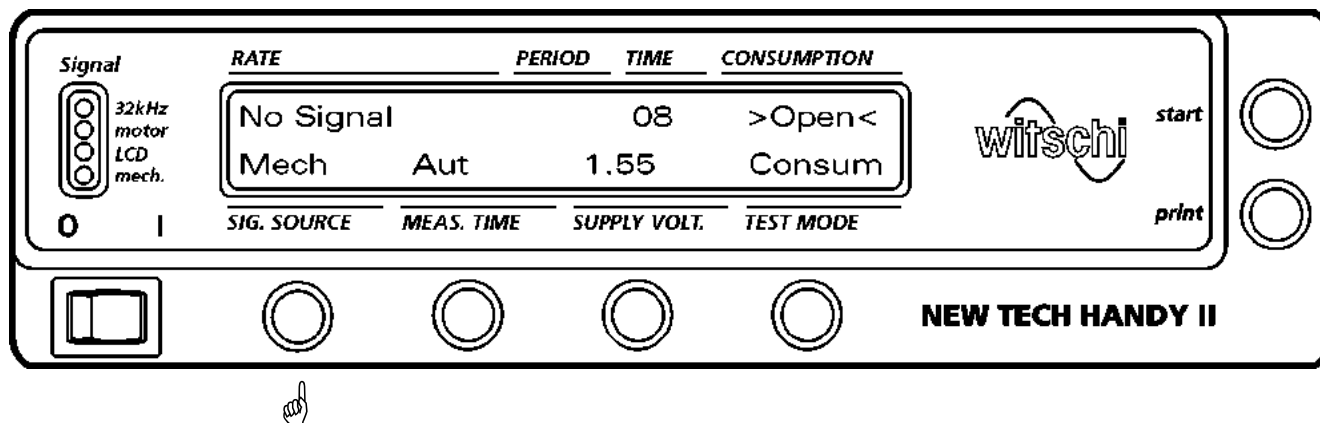 Signal
RATE PERIOD TIME CONSUMPTION
32kHz
motor
LCD
mech.
No Signal 08 >Open<
Mech Aut 1.55 Consum
witschi
start
print
O I
SIG. SOURCE MEAS. TIME SUPPLY VOLT. TEST MODE
NEW TECH HANDY II